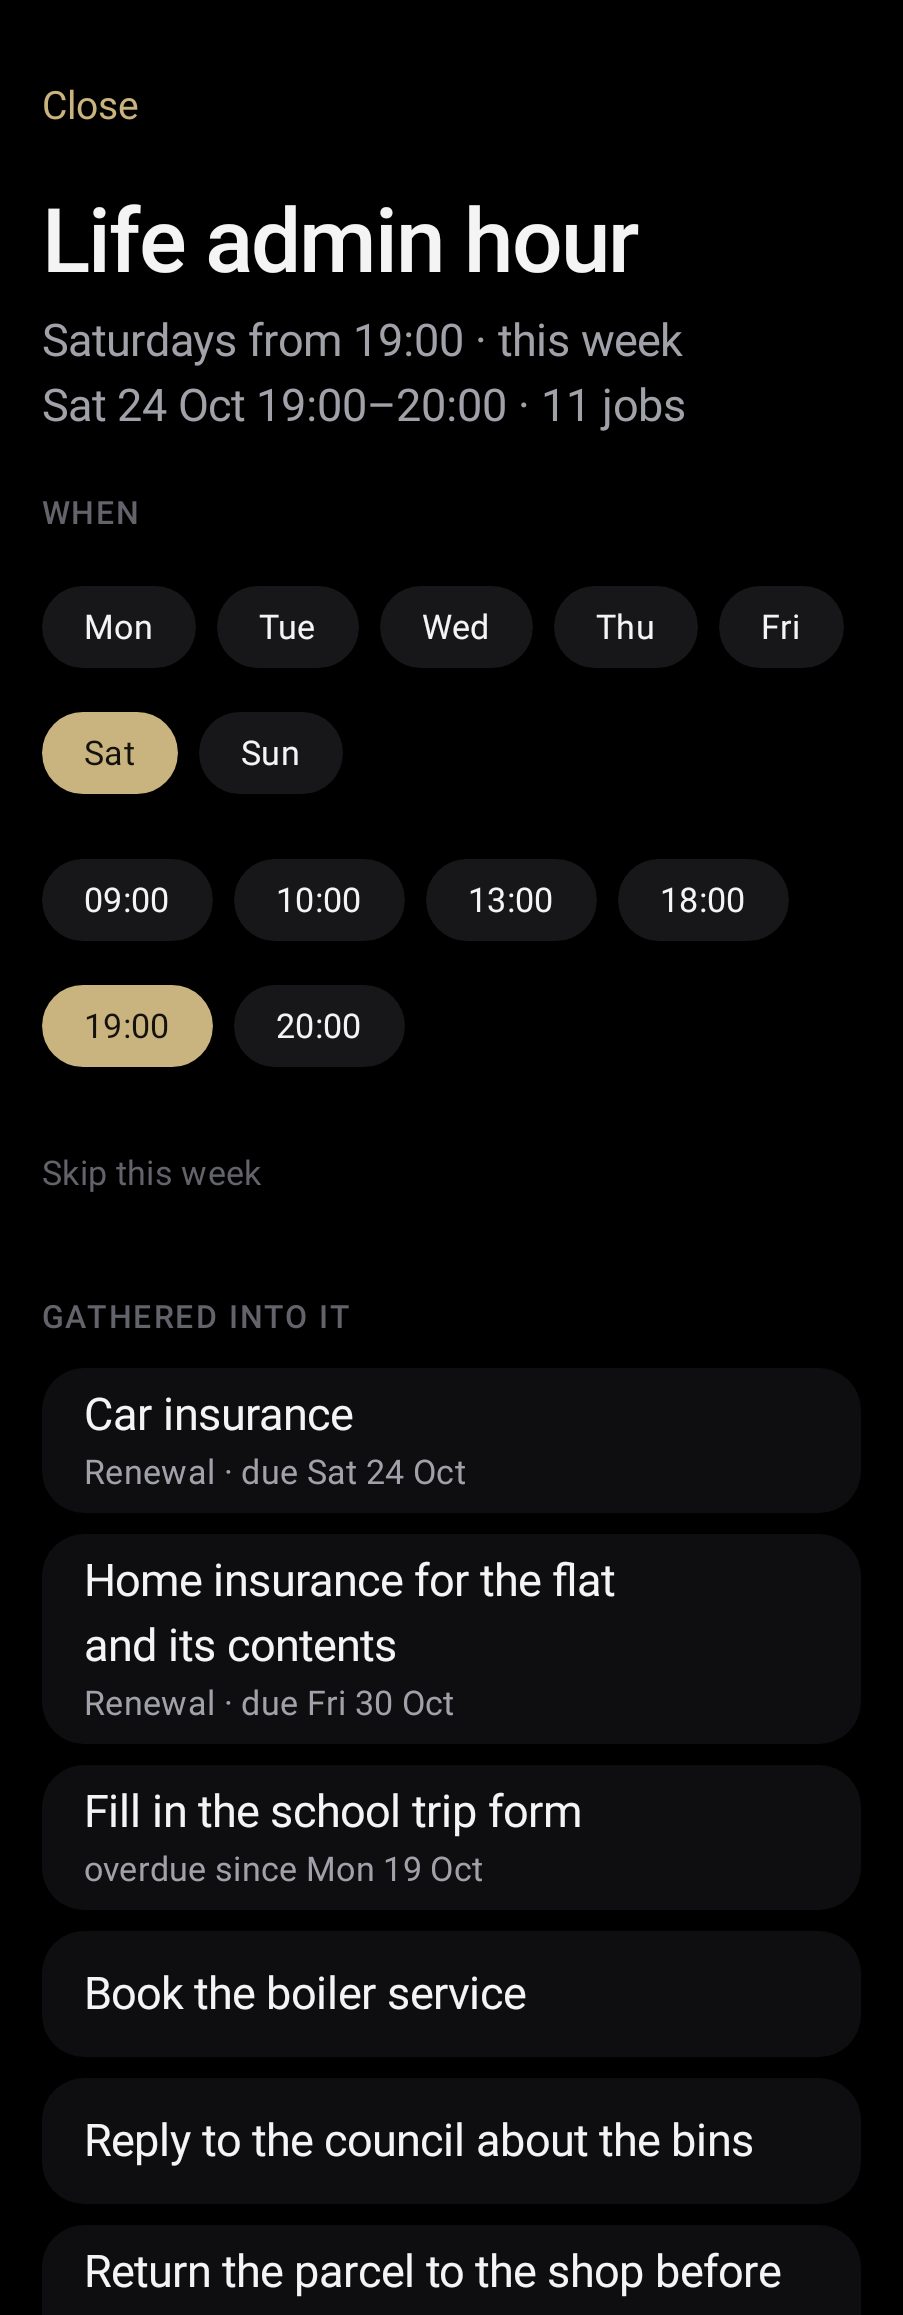 Close
Life admin hour
Saturdays from 19:00 · this week
Sat 24 Oct 19:00–20:00 · 11 jobs
WHEN
Mon Tue Wed Thu Fri
Sat Sun
09:00 10:00 13:00 18:00
19:00 20:00
Skip this week
GATHERED INTO IT
Car insurance
Renewal · due Sat 24 Oct
Home insurance for the flat
and its contents
Renewal · due Fri 30 Oct
Fill in the school trip form
overdue since Mon 19 Oct
Book the boiler service
Reply to the council about the bins
Return the parcel to the shop before